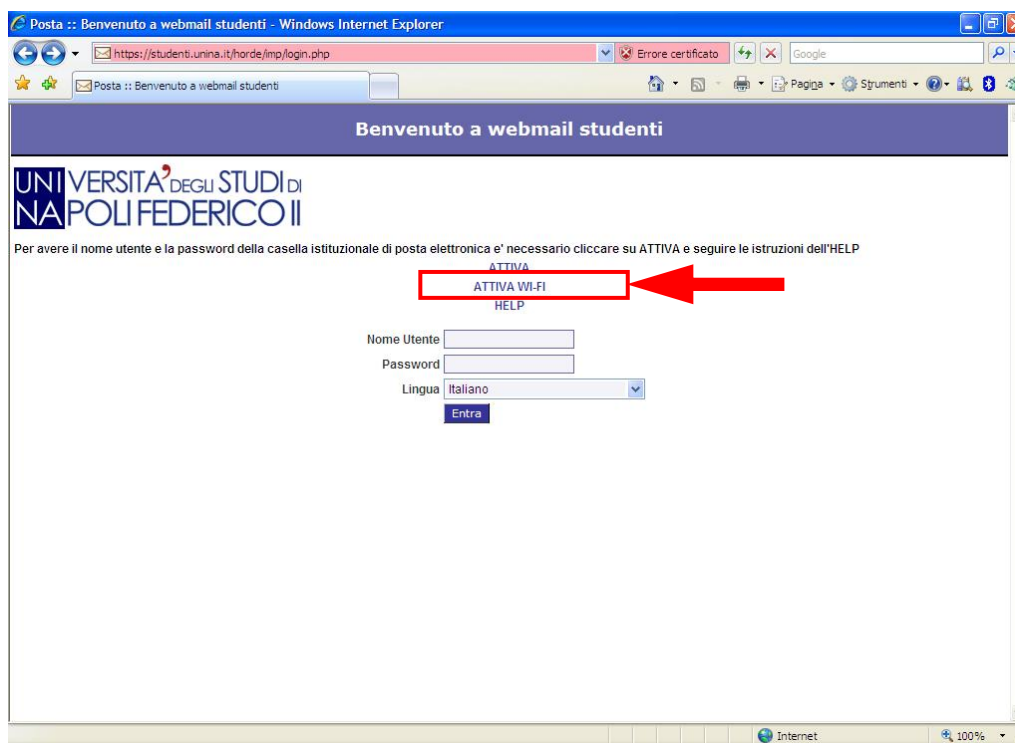 Posta :: Benvenuto a webmail studenti - Windows Internet Explorer
https://studenti.unina.it/horde/imp/login.php Errore certificato Google
Posta :: Benvenuto a webmail studenti Pagina Strumenti
Benvenuto a webmail studenti
UNIVERSITA' DEGLI STUDI DI
NAPOLI FEDERICO II
Per avere il nome utente e la password della casella istituzionale di posta elettronica e' necessario cliccare su ATTIVA e seguire le istruzioni dell'HELP
ATTIVA
ATTIVA WI-FI
HELP
Nome Utente
Password
Lingua Italiano
Entra
Internet 100%